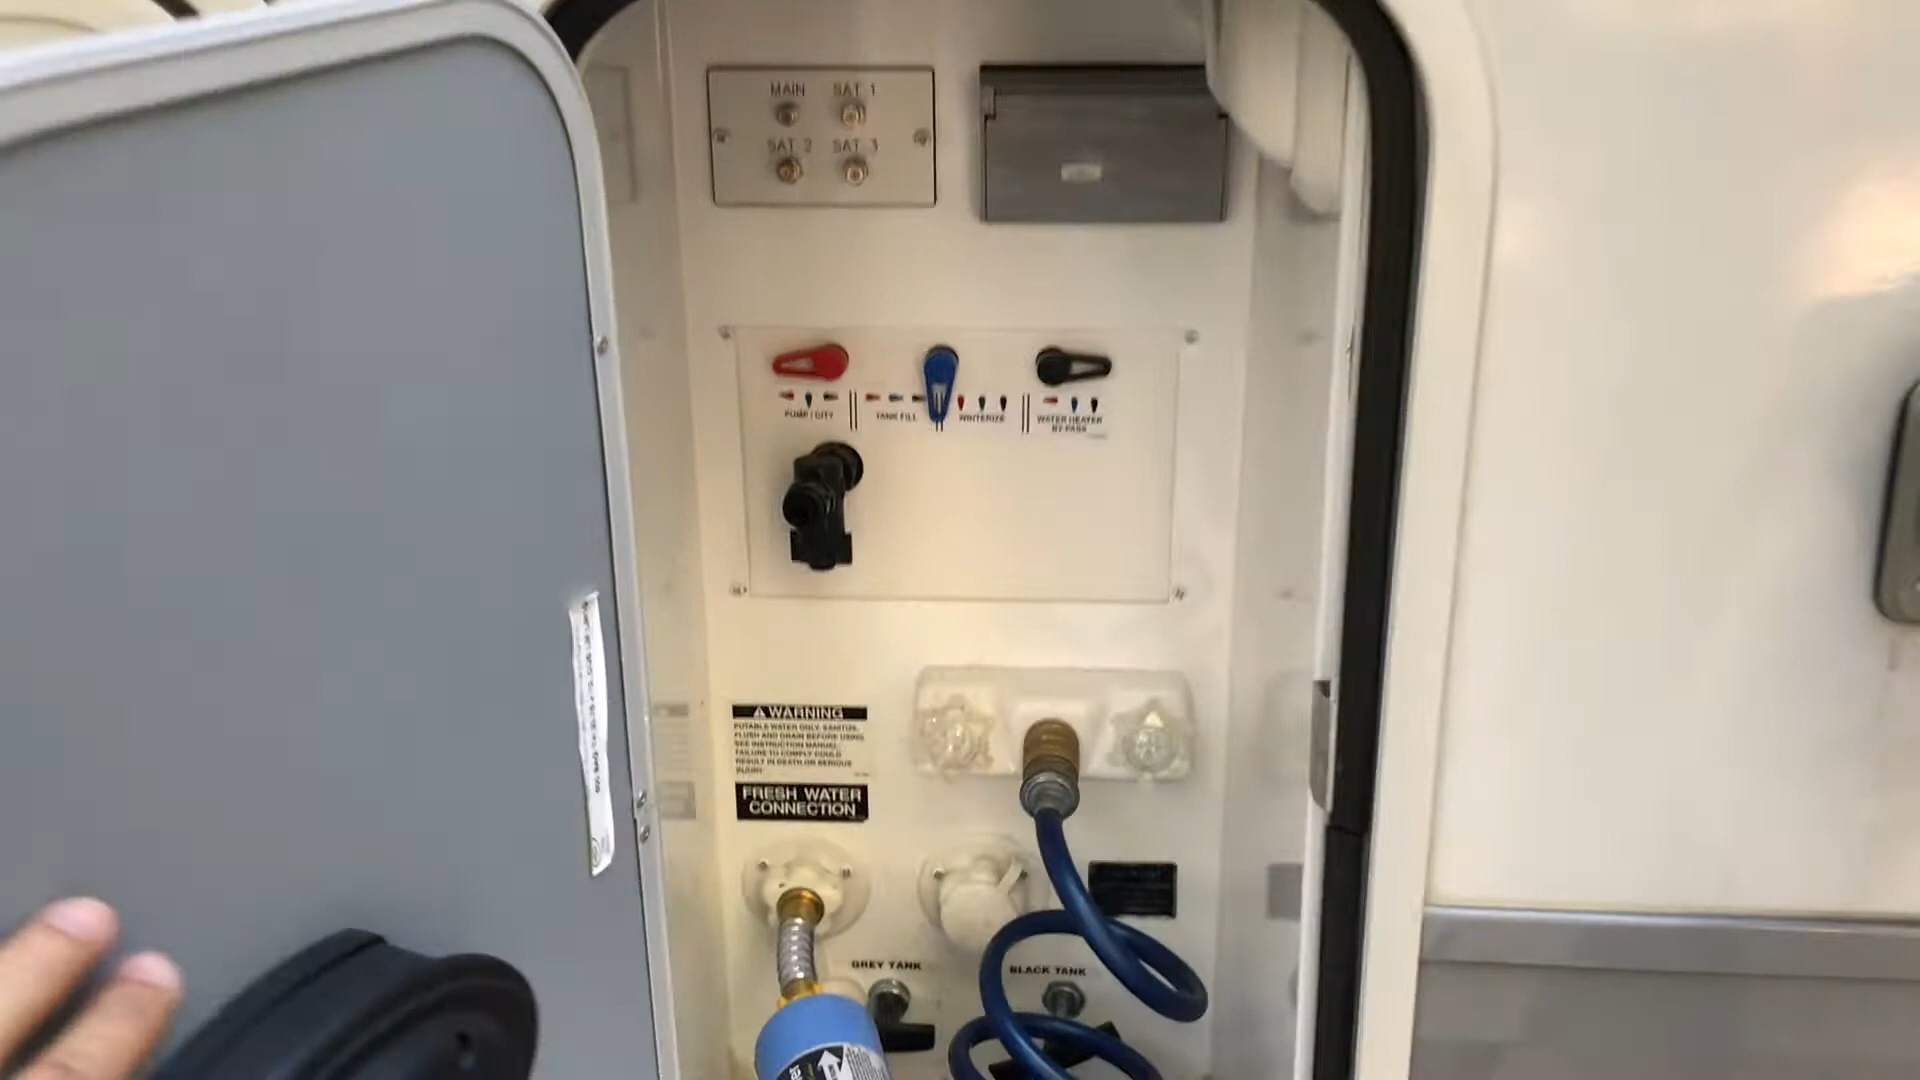 MAIN SAT 1
SAT 2 SAT 3
PUMP / CITY
TANK FILL
WINTERIZE
WATER HEATER
BY-PASS
WARNING
POTABLE WATER ONLY. SANITIZE,
FLUSH AND DRAIN BEFORE USING.
SEE INSTRUCTION MANUAL.
FAILURE TO COMPLY COULD
RESULT IN DEATH OR SERIOUS
INJURY.
FRESH WATER
CONNECTION
GREY TANK
BLACK TANK